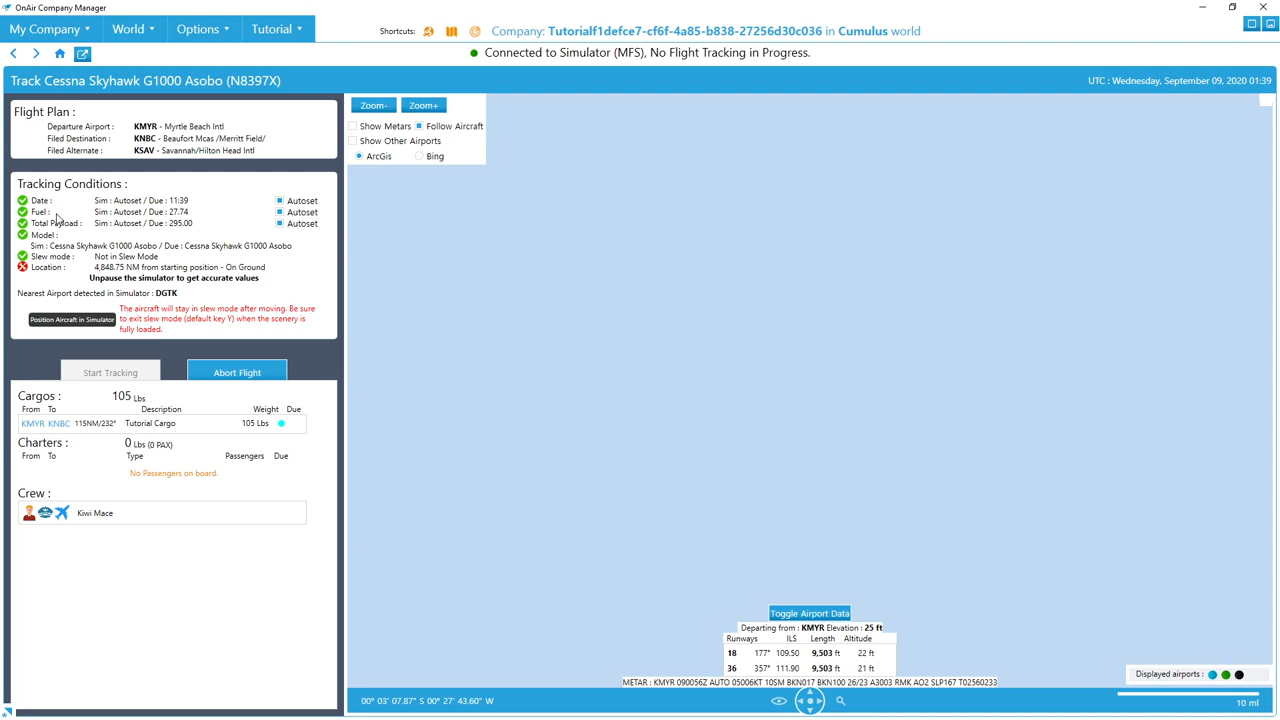 OnAir Company Manager
My Company World Options Tutorial Shortcuts: Company: Tutorialf1defce7-cf6f-4a85-b838-27256d30c036 in Cumulus world
Connected to Simulator (MFS), No Flight Tracking in Progress.
Track Cessna Skyhawk G1000 Asobo (N8397X) UTC : Wednesday, September 09, 2020 01:39
Flight Plan :
Departure Airport : KMYR - Myrtle Beach Intl
Filed Destination : KNBC - Beaufort Mcas /Merritt Field/
Filed Alternate : KSAV - Savannah/Hilton Head Intl
Zoom- Zoom+
Show Metars Follow Aircraft
Show Other Airports
ArcGis Bing
Tracking Conditions :
Date : Sim : Autoset / Due : 11:39 Autoset
Fuel : Sim : Autoset / Due : 27.74 Autoset
Total Payload : Sim : Autoset / Due : 295.00 Autoset
Model :
Sim : Cessna Skyhawk G1000 Asobo / Due : Cessna Skyhawk G1000 Asobo
Slew mode : Not in Slew Mode
Location : 4,848.75 NM from starting position - On Ground
Unpause the simulator to get accurate values
Nearest Airport detected in Simulator : DGTK
Position Aircraft in Simulator
The aircraft will stay in slew mode after moving. Be sure
to exit slew mode (default key Y) when the scenery is
fully loaded.
Start Tracking Abort Flight
Cargos : 105 Lbs
From To Description Weight Due
KMYR KNBC 115NM/232° Tutorial Cargo 105 Lbs
Charters : 0 Lbs (0 PAX)
From To Type Passengers Due
No Passengers on board.
Crew :
Kiwi Mace
Toggle Airport Data
Departing from : KMYR Elevation : 25 ft
Runways ILS Length Altitude
18 177° 109.50 9,503 ft 22 ft
36 357° 111.90 9,503 ft 21 ft
METAR : KMYR 090056Z AUTO 05006KT 10SM BKN017 BKN100 26/23 A3003 RMK AO2 SLP167 T02560233
Displayed airports :
00° 03' 07.87" S 00° 27' 43.60" W
10 ml